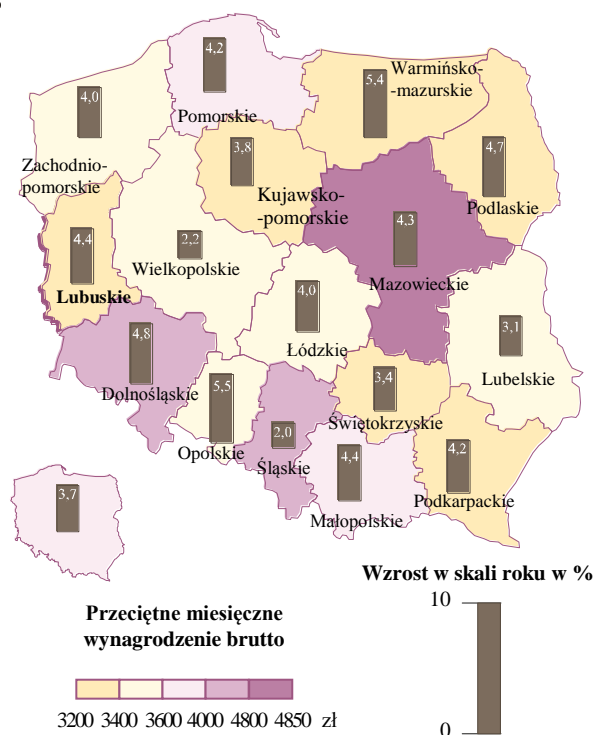 4,2
Pomorskie
5,4
Warmińsko-
-mazurskie
4,0
Zachodnio-
pomorskie
3,8
Kujawsko-
-pomorskie
4,7
Podlaskie
4,4
Lubuskie
2,2
Wielkopolskie
4,3
Mazowieckie
4,0
Łódzkie
3,1
Lubelskie
4,8
Dolnośląskie
5,5
Opolskie
2,0
Śląskie
3,4
Świętokrzyskie
4,4
Małopolskie
4,2
Podkarpackie
3,7
Wzrost w skali roku w %
10
0
Przeciętne miesięczne
wynagrodzenie brutto
3200 3400 3600 4000 4800 4850 zł